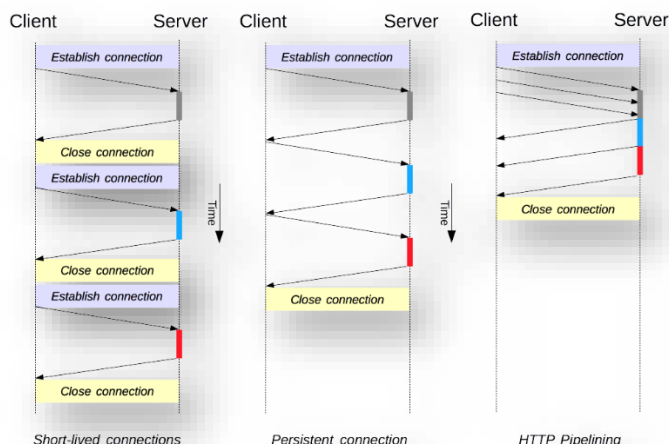 Client Server
Establish connection
Close connection
Establish connection
Close connection
Establish connection
Close connection
Time
Short-lived connections
Client Server
Establish connection
Close connection
Time
Persistent connection
Client Server
Establish connection
Close connection
HTTP Pipelining